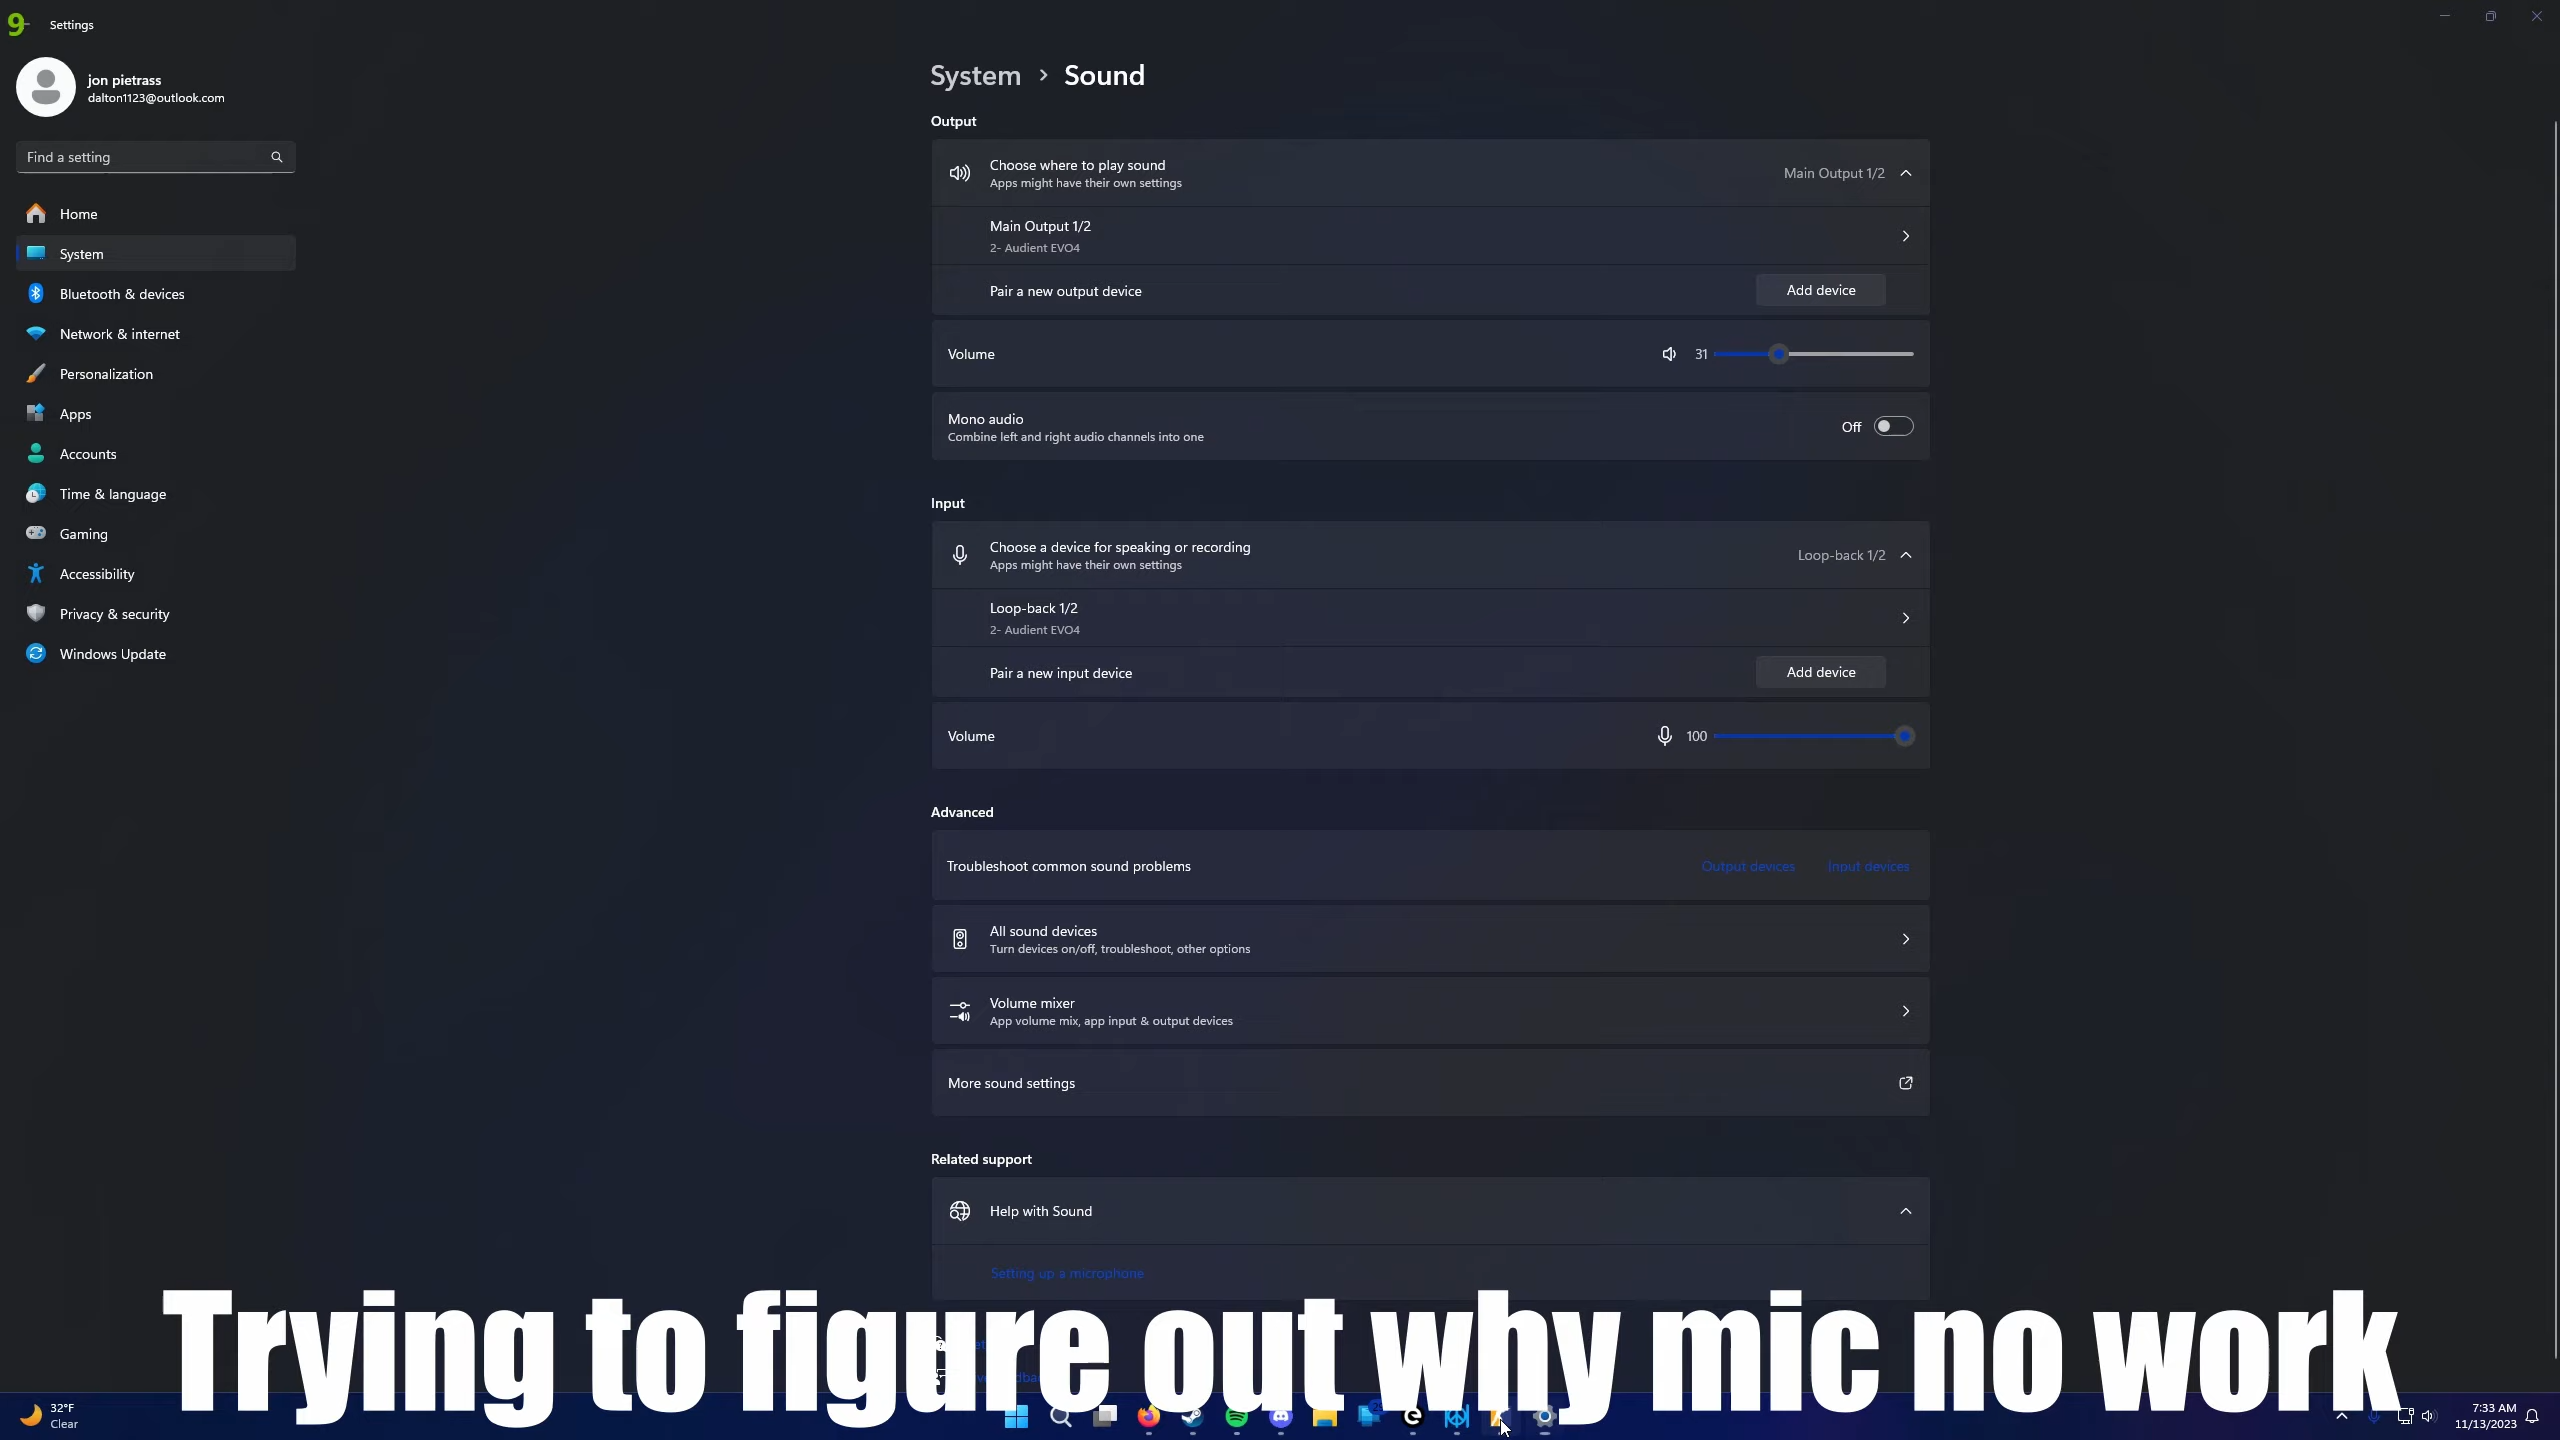 Settings
jon pietrass
dalton1123@outlook.com
Find a setting
Home
System
Bluetooth & devices
Network & internet
Personalization
Apps
Accounts
Time & language
Gaming
Accessibility
Privacy & security
Windows Update
System > Sound
Output
Choose where to play sound
Apps might have their own settings
Main Output 1/2
Main Output 1/2
2- Audient EVO4
Pair a new output device
Add device
Volume
31
Mono audio
Combine left and right audio channels into one
Off
Input
Choose a device for speaking or recording
Apps might have their own settings
Loop-back 1/2
Loop-back 1/2
2- Audient EVO4
Pair a new input device
Add device
Volume
100
Advanced
Troubleshoot common sound problems
Output devices
Input devices
All sound devices
Turn devices on/off, troubleshoot, other options
Volume mixer
App volume mix, app input & output devices
More sound settings
Related support
Help with Sound
Setting up a microphone
Trying to figure out why mic no work
32°F
Clear
7:33 AM
11/13/2023